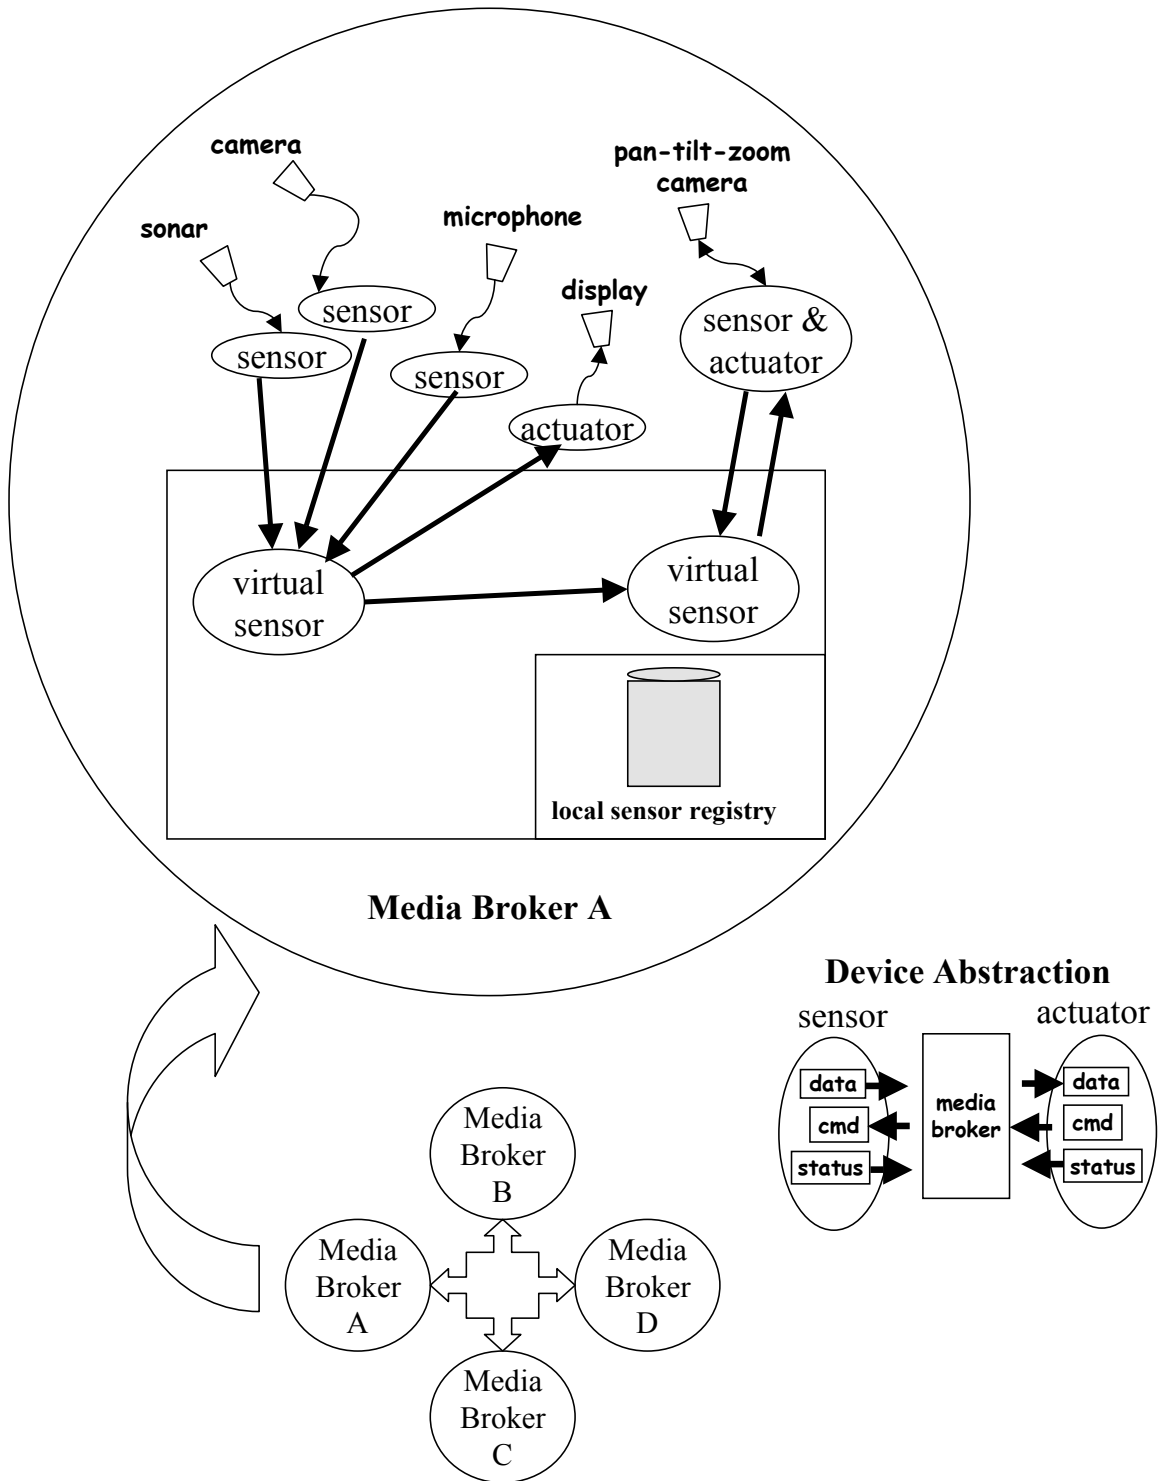 camera
pan-tilt-zoom
camera
sonar
microphone
display
sensor
sensor
sensor
sensor &
actuator
actuator
virtual
sensor
virtual
sensor
local sensor registry
Media Broker A
Device Abstraction
sensor
actuator
data
cmd
status
media
broker
data
cmd
status
Media
Broker
B
Media
Broker
A
Media
Broker
D
Media
Broker
C